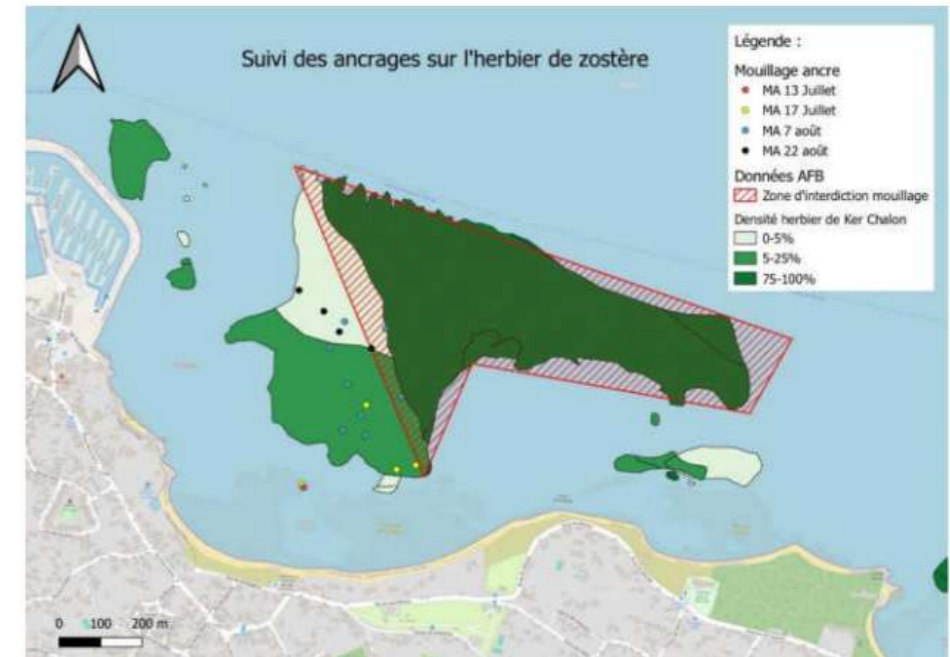 Suivi des ancrages sur l'herbier de zostère
Légende :
Mouillage ancre
MA 13 Juillet
MA 17 Juillet
MA 7 août
MA 22 août
Données AFB
Zone d'interdiction mouillage
Densité herbier de Ker Chalon
0-5%
5-25%
75-100%
0 100 200 m